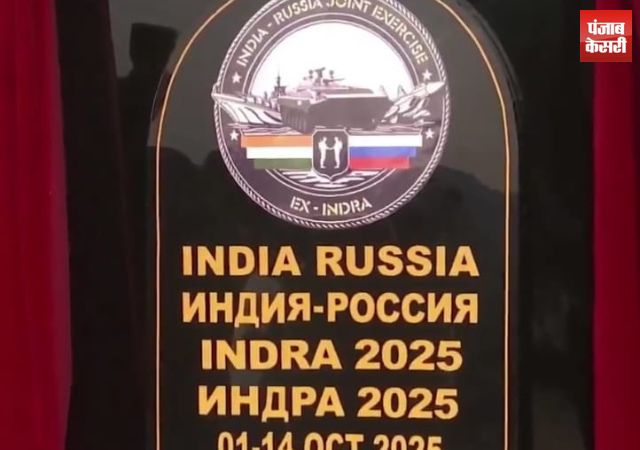 पंजाब
केसरी
INDIA - RUSSIA JOINT EXERCISE
EX - INDRA
INDIA RUSSIA
ИНДИЯ-РОССИЯ
INDRA 2025
ИНДРА 2025
01-14 OCT 2025